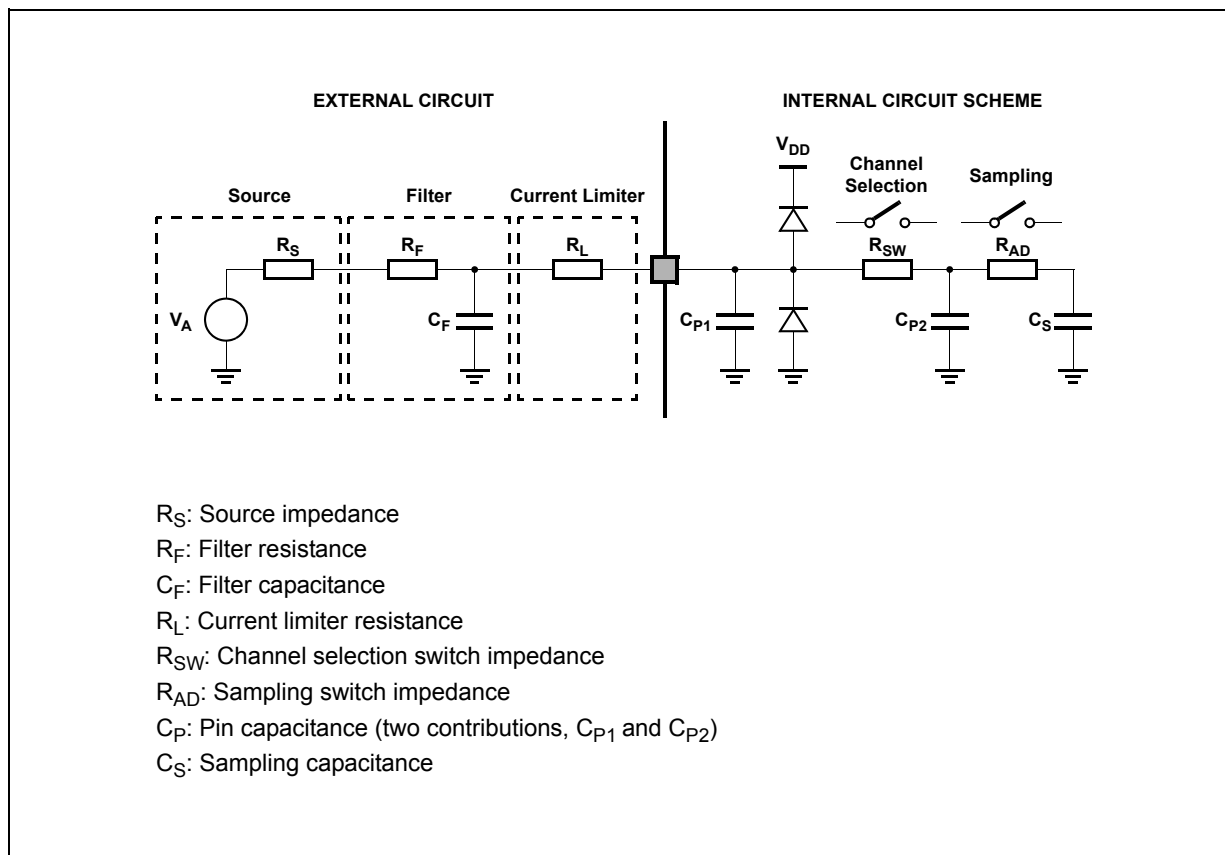 EXTERNAL CIRCUIT
INTERNAL CIRCUIT SCHEME
VDD
Channel
Selection
Sampling
Source
Filter
Current Limiter
RS
RF
RL
RSW
RAD
VA
CF
CP1
CP2
CS
RS: Source impedance
RF: Filter resistance
CF: Filter capacitance
RL: Current limiter resistance
RSW: Channel selection switch impedance
RAD: Sampling switch impedance
CP: Pin capacitance (two contributions, CP1 and CP2)
CS: Sampling capacitance